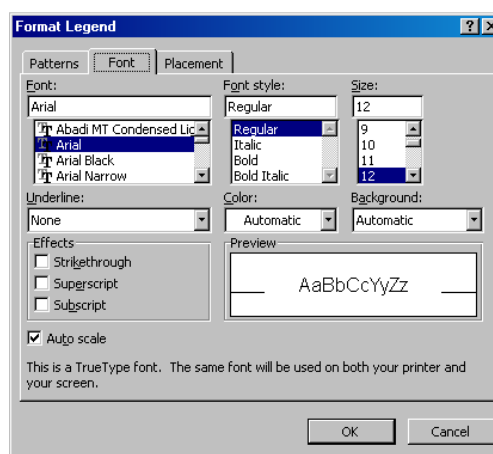 Format Legend
Patterns Font Placement
Font: Font style: Size:
Arial Regular 12
Abadi MT Condensed Lic Regular 9
Arial Italic 10
Arial Black Bold 11
Arial Narrow Bold Italic 12
Underline: Color: Background:
None Automatic Automatic
Effects Preview
Strikethrough
Superscript AaBbCcYyZz
Subscript
Auto scale
This is a TrueType font. The same font will be used on both your printer and
your screen.
OK Cancel